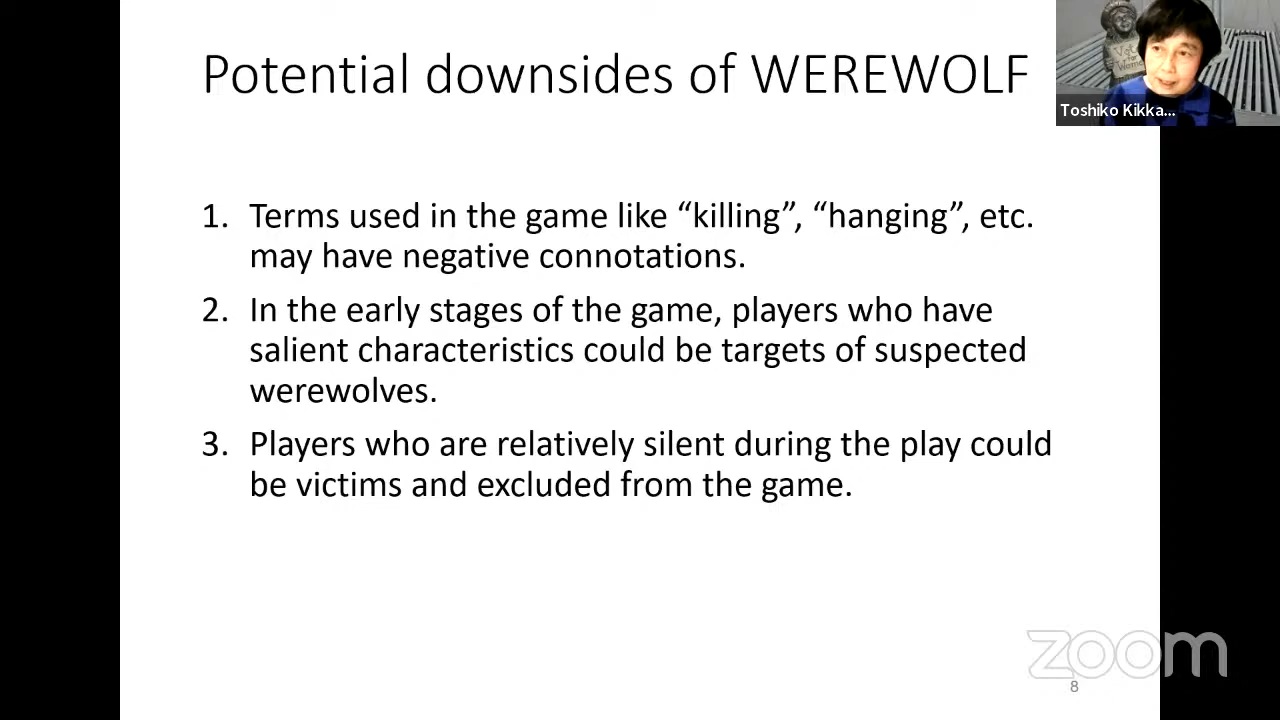 Potential downsides of WEREWOLF
Vot
for
Wome
Toshiko Kikka...
1. Terms used in the game like “killing”, “hanging”, etc.
may have negative connotations.
2. In the early stages of the game, players who have
salient characteristics could be targets of suspected
werewolves.
3. Players who are relatively silent during the play could
be victims and excluded from the game.
zoom
8